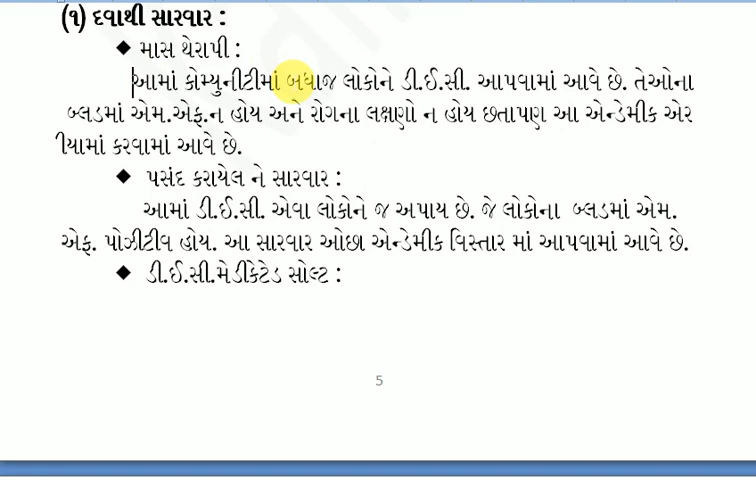 (૧) દવાથી સારવાર :
❖ માસ થેરાપી :
આમાં કોમ્યુનીટીમાં બધાજ લોકોને ડી.ઈ.સી. આપવામાં આવે છે. તેઓના
બ્લડમાં એમ.એફ.ન હોય અને રોગના લક્ષણો ન હોય છતાપણ આ એન્ડેમીક એર
ીયામાં કરવામાં આવે છે.
❖ પસંદ કરાયેલ ને સારવાર :
આમાં ડી.ઈ.સી. એવા લોકોને જ અપાય છે. જે લોકોના બ્લડમાં એમ.
એફ. પોઝીટીવ હોય. આ સારવાર ઓછા એન્ડેમીક વિસ્તાર માં આપવામાં આવે છે.
❖ ડી.ઈ.સી.મેડીકેટેડ સોલ્ટ :
5